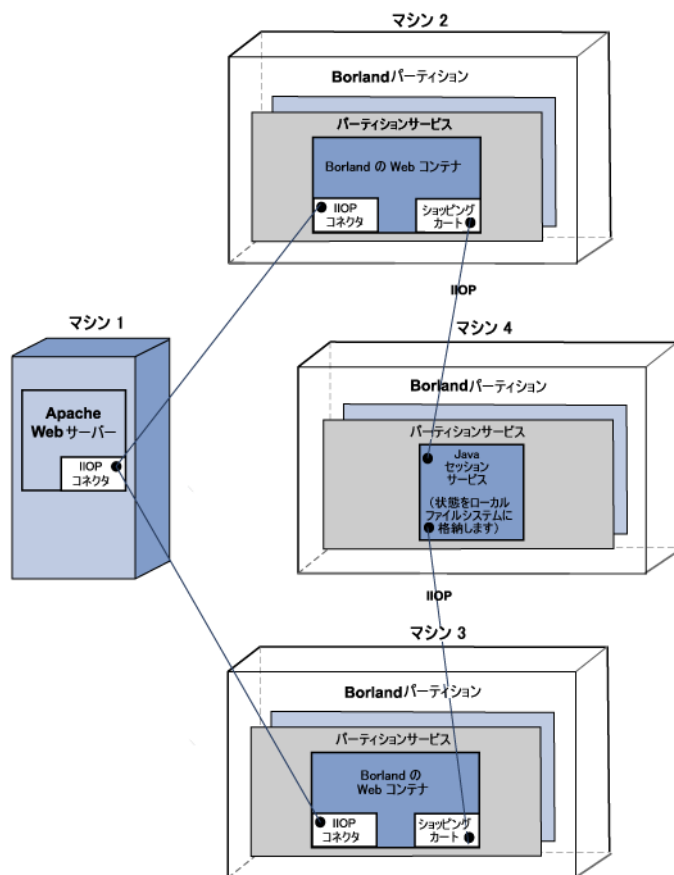 マシン 2
Borlandパーティション
パーティションサービス
Borland の Web コンテナ
IIOP
コネクタ
ショッピング
カート
IIOP
マシン 1
Apache
Webサーバー
IIOP
コネクタ
マシン 4
Borlandパーティション
パーティションサービス
Java
セッション
サービス
(状態をローカル
ファイルシステムに
格納します)
IIOP
マシン 3
Borlandパーティション
パーティションサービス
Borland の
Web コンテナ
IIOP
コネクタ
ショッピング
カート